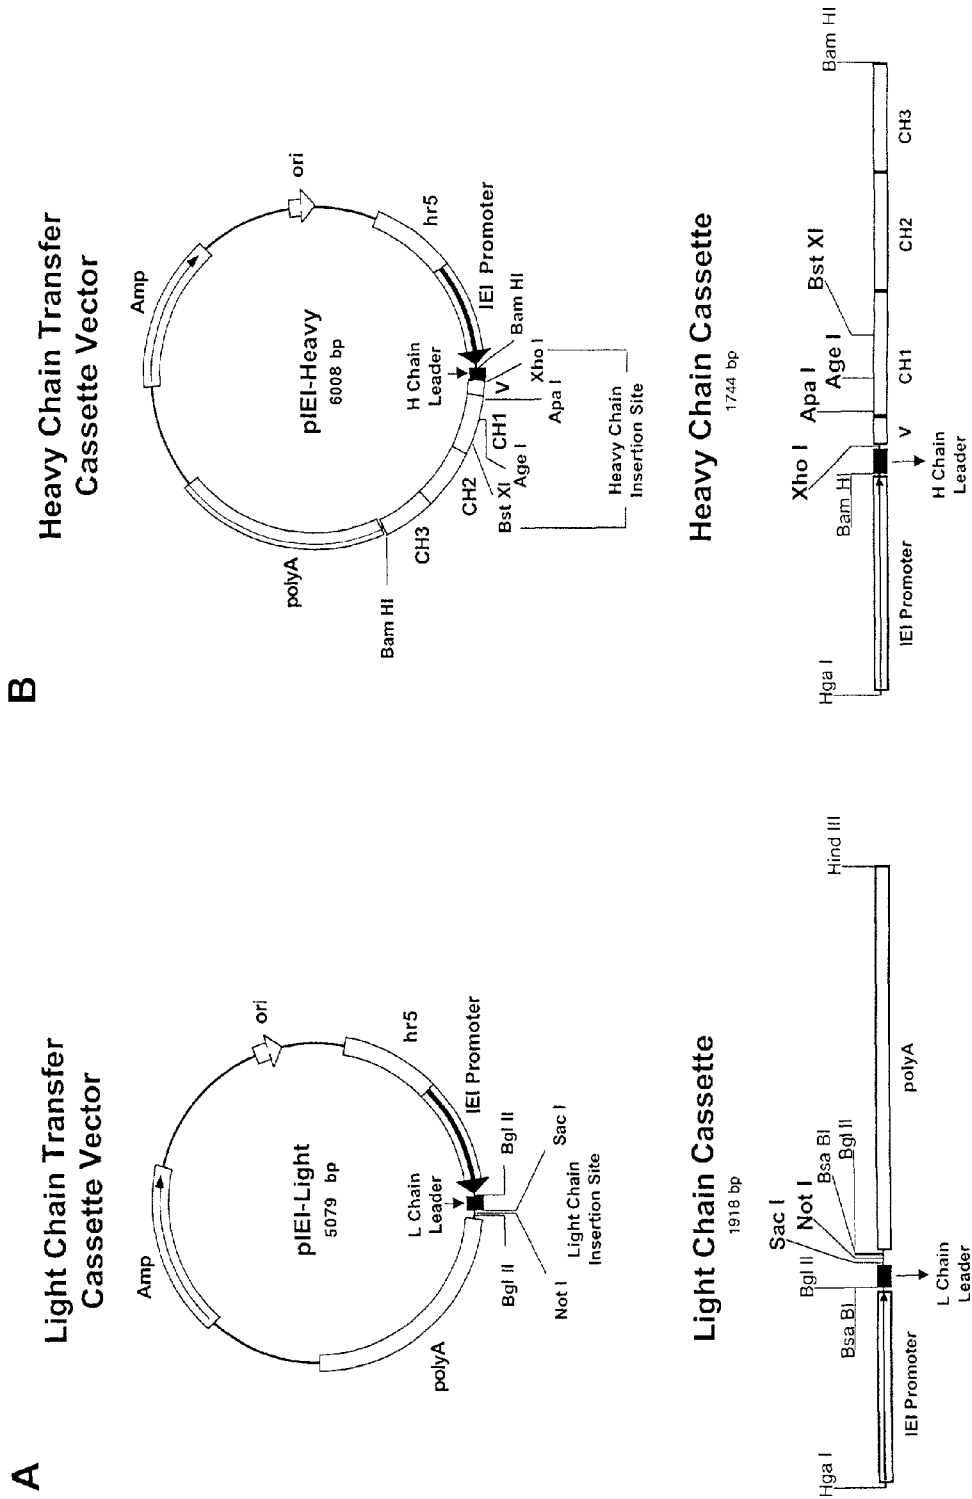 A
Light Chain Transfer
Cassette Vector
Amp
ori
hr5
IEI Promoter
pIEI-Light
5079 bp
L Chain
Leader
polyA
Bgl II
Bgl II
Sac I
Not I
Light Chain
Insertion Site
Light Chain Cassette
1918 bp
Hga I
Bsa BI
Bgl II
Sac I
Not I
Bsa BI
Bgl II
Hind III
IEI Promoter
L Chain
Leader
polyA
B
Heavy Chain Transfer
Cassette Vector
Amp
ori
hr5
IEI Promoter
pIEI-Heavy
6008 bp
H Chain
Leader
polyA
Bam HI
Bam HI
Xho I
V
Apa I
CH1
Age I
Bst XI
CH2
CH3
Heavy Chain
Insertion Site
Heavy Chain Cassette
1744 bp
Hga I
Bam HI
Xho I
Apa I
Age I
Bst XI
Bam HI
IEI Promoter
H Chain
Leader
V
CH1
CH2
CH3